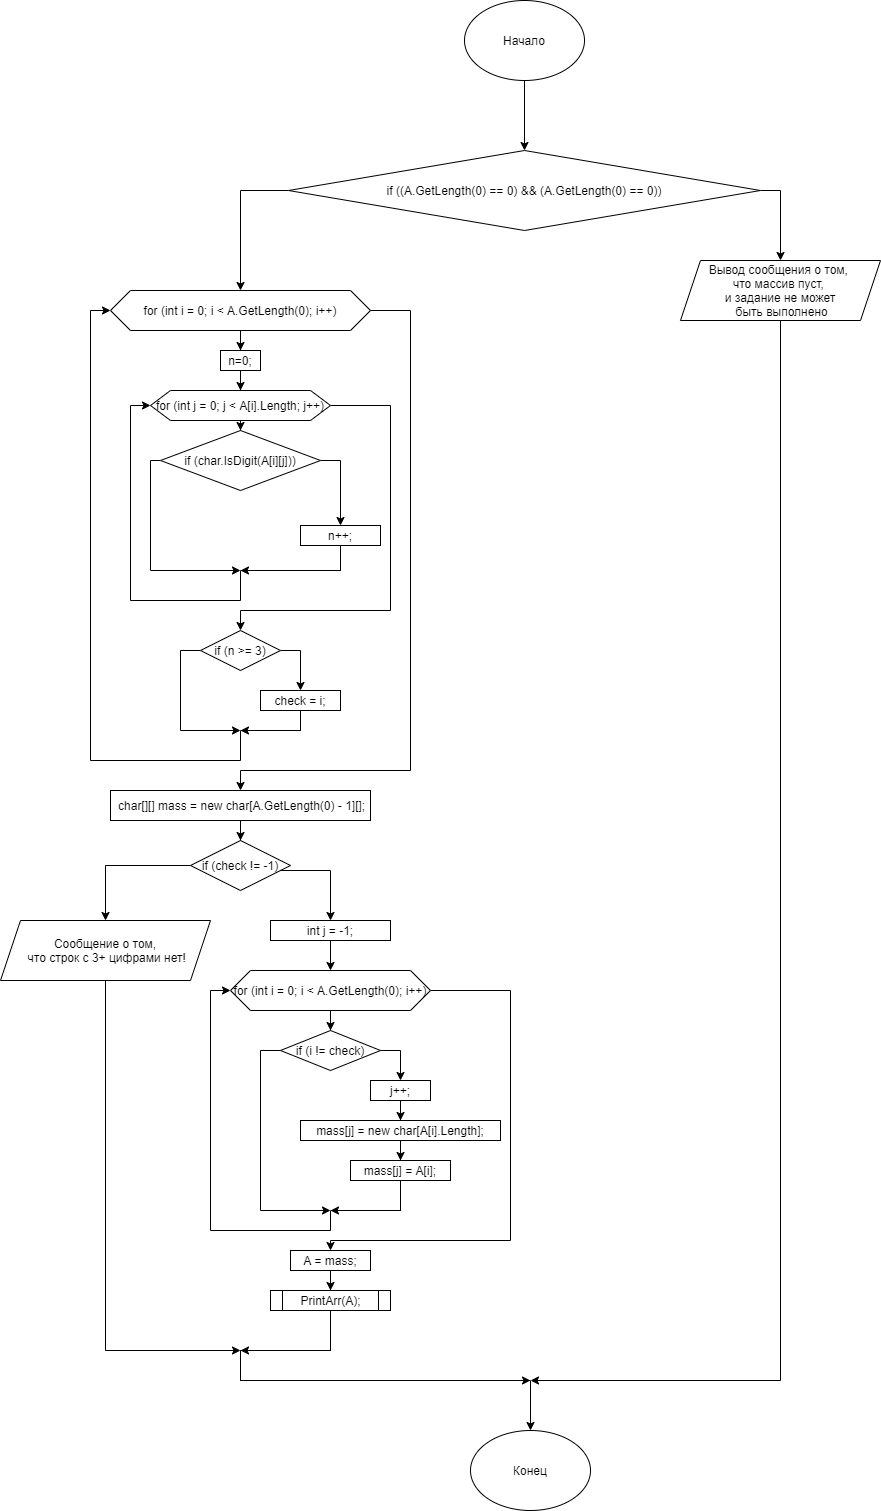 Начало
if ((A.GetLength(0) == 0) && (A.GetLength(0) == 0))
Вывод сообщения о том,
что массив пуст,
и задание не может
быть выполнено
for (int i = 0; i < A.GetLength(0); i++)
n=0;
for (int j = 0; j < A[i].Length; j++)
if (char.IsDigit(A[i][j]))
n++;
if (n >= 3)
check = i;
char[][] mass = new char[A.GetLength(0) - 1][];
if (check != -1)
Сообщение о том,
что строк с 3+ цифрами нет!
int j = -1;
for (int i = 0; i < A.GetLength(0); i++)
if (i != check)
j++;
mass[j] = new char[A[i].Length];
mass[j] = A[i];
A = mass;
PrintArr(A);
Конец